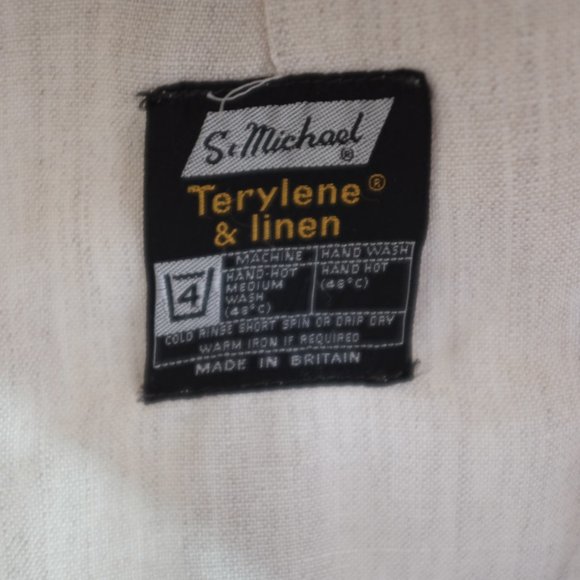 St Michael®
Terylene®
& linen
4
MACHINE
HAND-HOT
MEDIUM
WASH
(48°C)
HAND WASH
HAND HOT
(48°C)
COLD RINSE SHORT SPIN OR DRIP DRY
WARM IRON IF REQUIRED
MADE IN BRITAIN